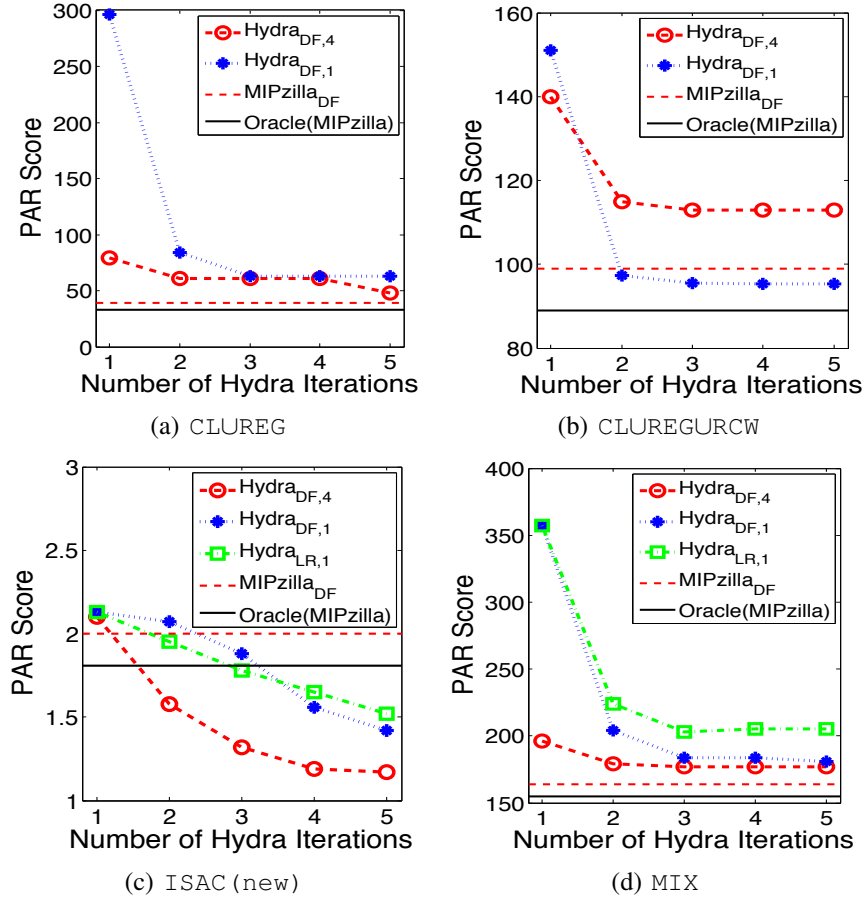 300
250
200
150
100
50
0
PAR Score
Hydra_DF,4
Hydra_DF,1
MIPzilla_DF
Oracle(MIPzilla)
1 2 3 4 5
Number of Hydra Iterations
(a) CL∪REG
160
140
120
100
80
PAR Score
Hydra_DF,4
Hydra_DF,1
MIPzilla_DF
Oracle(MIPzilla)
1 2 3 4 5
Number of Hydra Iterations
(b) CL∪REG∪RCW
3
2.5
2
1.5
1
PAR Score
Hydra_DF,4
Hydra_DF,1
Hydra_LR,1
MIPzilla_DF
Oracle(MIPzilla)
1 2 3 4 5
Number of Hydra Iterations
(c) ISAC(new)
400
350
300
250
200
150
PAR Score
Hydra_DF,4
Hydra_DF,1
Hydra_LR,1
MIPzilla_DF
Oracle(MIPzilla)
1 2 3 4 5
Number of Hydra Iterations
(d) MIX